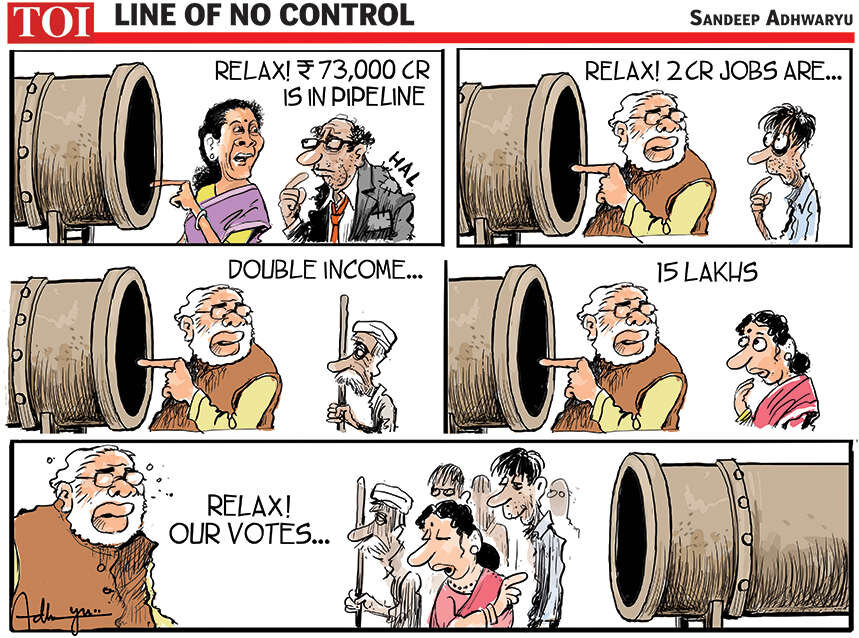 TOI LINE OF NO CONTROL
SANDEEP ADHWARYU
RELAX! ₹ 73,000 CR
IS IN PIPELINE
HAL
RELAX! 2 CR JOBS ARE...
DOUBLE INCOME...
15 LAKHS
RELAX!
OUR VOTES...